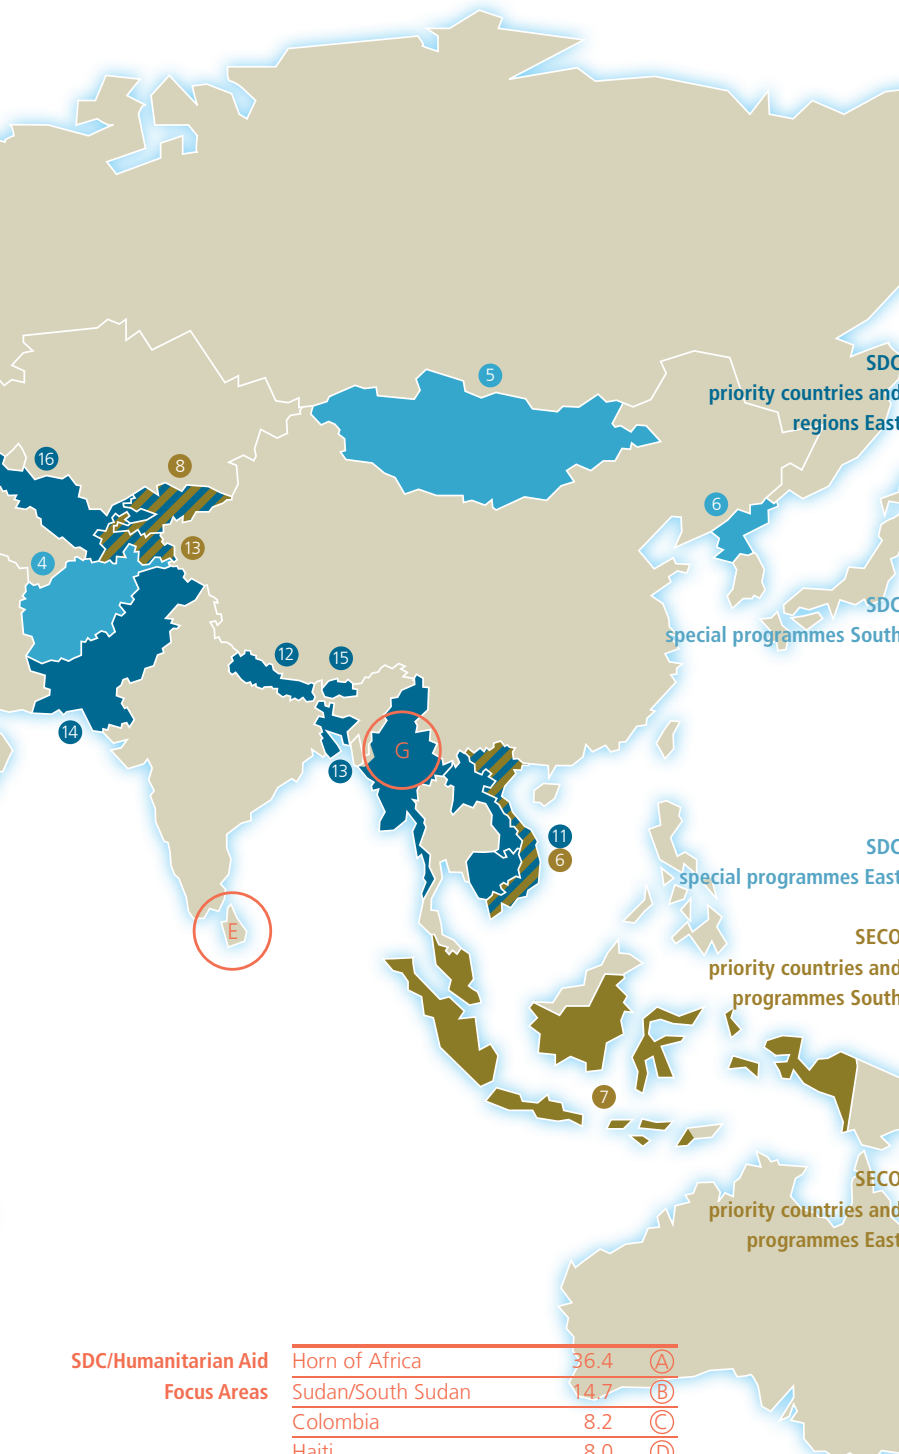 5
SDC
priority countries and
regions East
16
8
6
13
4
SDC
special programmes South
12
15
14
G
13
11
6
SDC
special programmes East
E
SECO
priority countries and
programmes South
7
SECO
priority countries and
programmes East
SDC/Humanitarian Aid Horn of Africa 36.4 A
Focus Areas Sudan/South Sudan 14.7 B
Colombia 8.2 C
Haiti 8.0 D